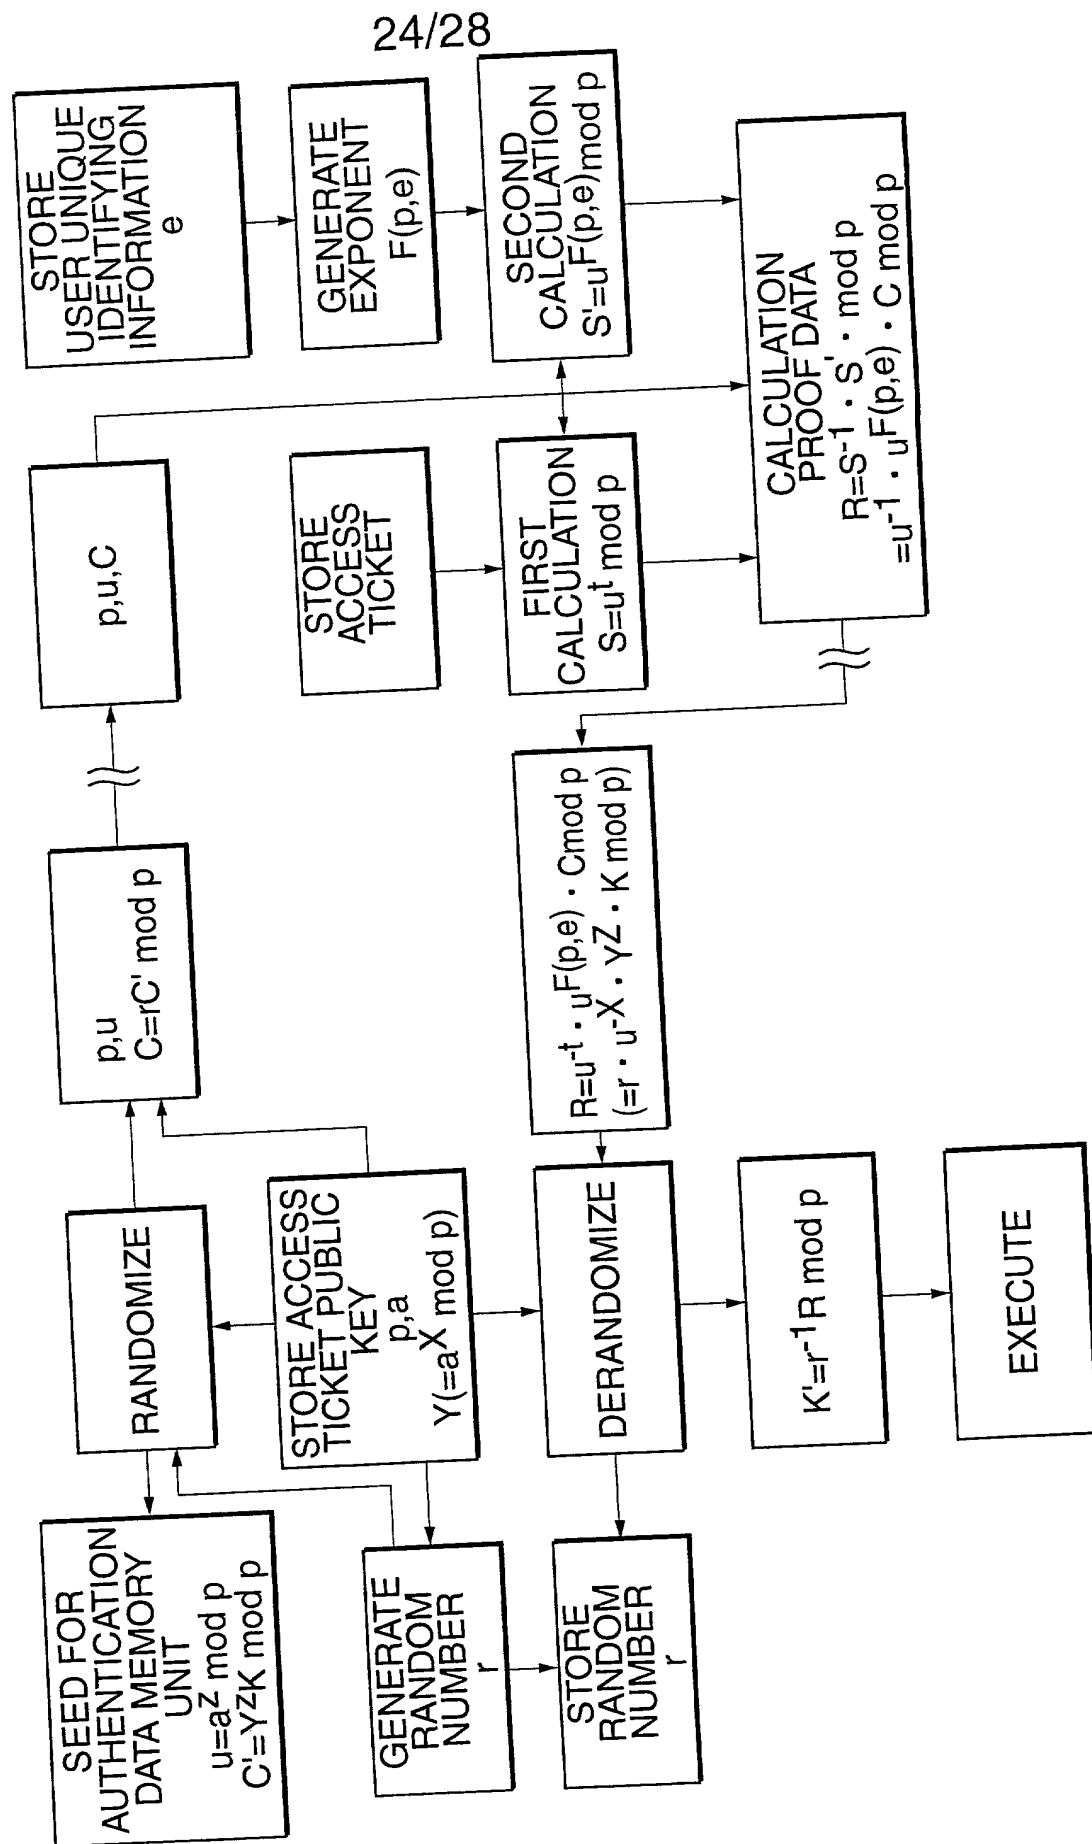 24/28
SEED FOR
AUTHENTICATION
DATA MEMORY
UNIT
u=a^z mod p
C'=Y^zK mod p
RANDOMIZE
p,u
C=rC' mod p
p,u,C
STORE
USER UNIQUE
IDENTIFYING
INFORMATION
e
GENERATE
RANDOM
NUMBER
r
STORE ACCESS
TICKET PUBLIC
KEY
p,a
Y(=a^X mod p)
STORE
ACCESS
TICKET
GENERATE
EXPONENT
F(p,e)
STORE
RANDOM
NUMBER
r
DERANDOMIZE
R=u^-t · u^F(p,e) · Cmod p
(=r · u^-X · Y^Z · K mod p)
FIRST
CALCULATION
S=u^t mod p
SECOND
CALCULATION
S'=u^F(p,e) mod p
K'=r^-1R mod p
CALCULATION
PROOF DATA
R=S^-1 · S' · mod p
=u^-1 · u^F(p,e) · C mod p
EXECUTE